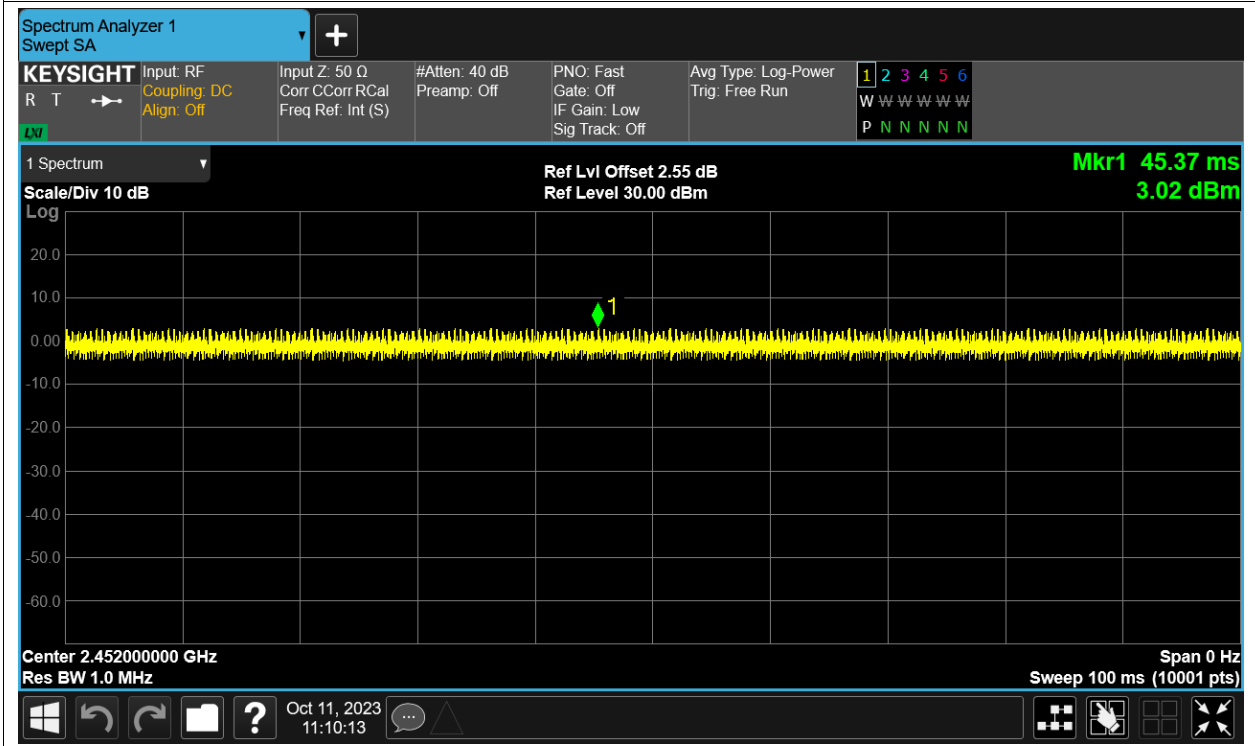 Spectrum Analyzer 1
Swept SA
▼
+
KEYSIGHT
R T
LXI
Input: RF
Coupling: DC
Align: Off
Input Z: 50 Ω
Corr CCorr RCal
Freq Ref: Int (S)
#Atten: 40 dB
Preamp: Off
PNO: Fast
Gate: Off
IF Gain: Low
Sig Track: Off
Avg Type: Log-Power
Trig: Free Run
1 2 3 4 5 6
W W W W W W
P N N N N N
1 Spectrum ▼
Scale/Div 10 dB
Ref Lvl Offset 2.55 dB
Ref Level 30.00 dBm
Mkr1 45.37 ms
3.02 dBm
Log
20.0
10.0
1
0.00
-10.0
-20.0
-30.0
-40.0
-50.0
-60.0
Center 2.452000000 GHz
Res BW 1.0 MHz
Span 0 Hz
Sweep 100 ms (10001 pts)
?
Oct 11, 2023
11:10:13